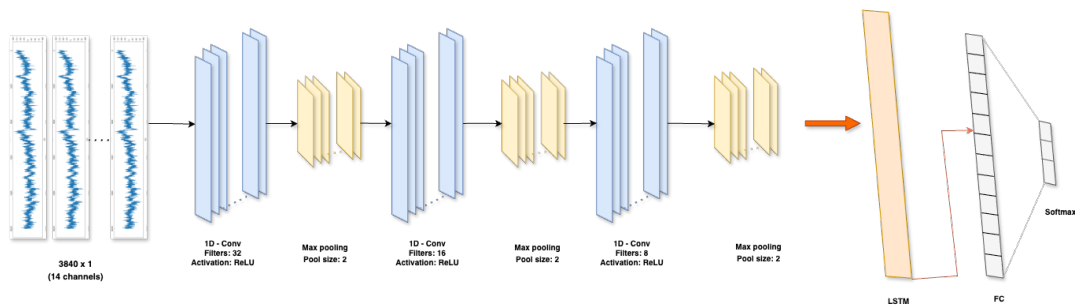 3840 x 1
(14 channels)
1D - Conv
Filters: 32
Activation: ReLU
Max pooling
Pool size: 2
1D - Conv
Filters: 16
Activation: ReLU
Max pooling
Pool size: 2
1D - Conv
Filters: 8
Activation: ReLU
Max pooling
Pool size: 2
LSTM
FC
Softmax